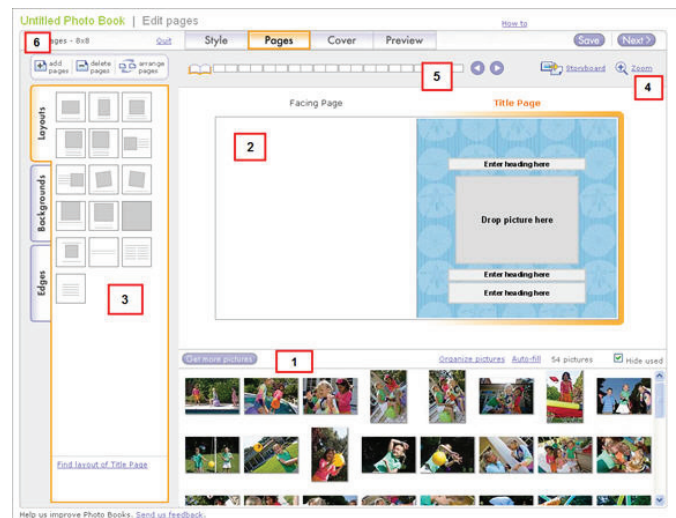 Untitled Photo Book | Edit pages
How to
6 ages - 8x8 Quit Style Pages Cover Preview Save Next >
add pages delete pages arrange pages
5
Storyboard Zoom
4
Layouts
Backgrounds
Edges
Facing Page Title Page
2
Enter heading here
Drop picture here
Enter heading here
Enter heading here
3
Find layout of Title Page
Get more pictures 1 Organize pictures Auto-fill 54 pictures Hide used
Help us improve Photo Books. Send us feedback.